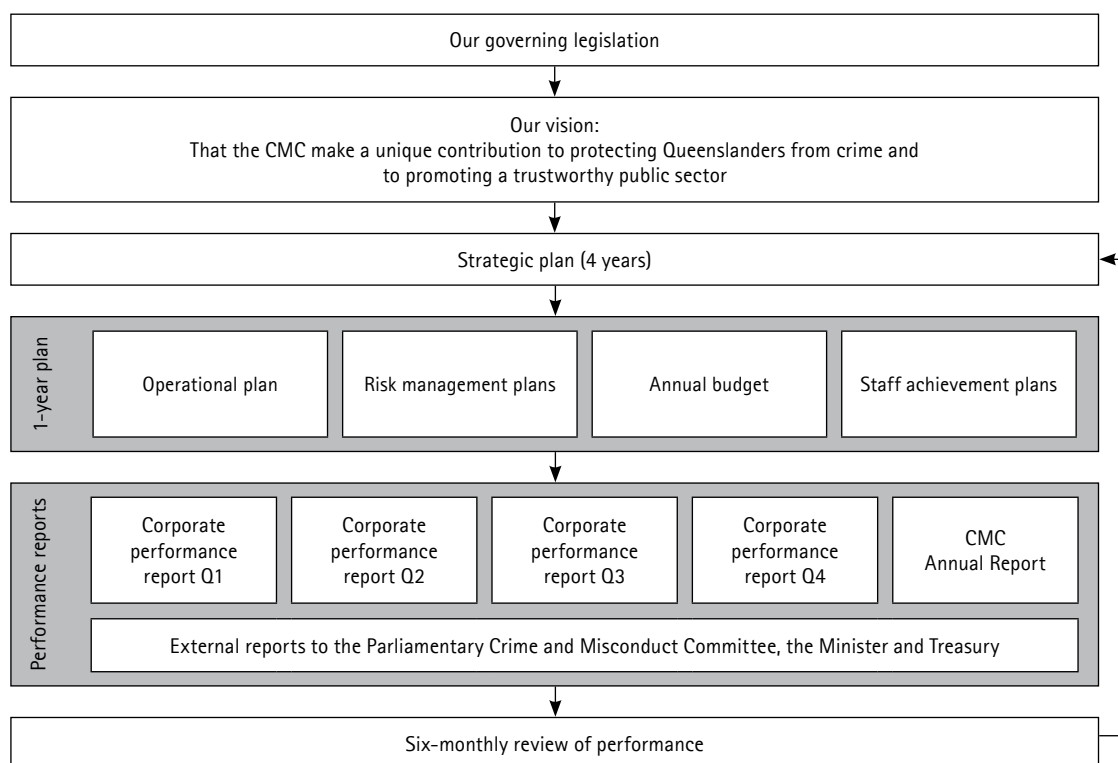 Our governing legislation
Our vision:
That the CMC make a unique contribution to protecting Queenslanders from crime and
to promoting a trustworthy public sector
Strategic plan (4 years)
1-year plan
Operational plan
Risk management plans
Annual budget
Staff achievement plans
Performance reports
Corporate
performance
report Q1
Corporate
performance
report Q2
Corporate
performance
report Q3
Corporate
performance
report Q4
CMC
Annual Report
External reports to the Parliamentary Crime and Misconduct Committee, the Minister and Treasury
Six-monthly review of performance